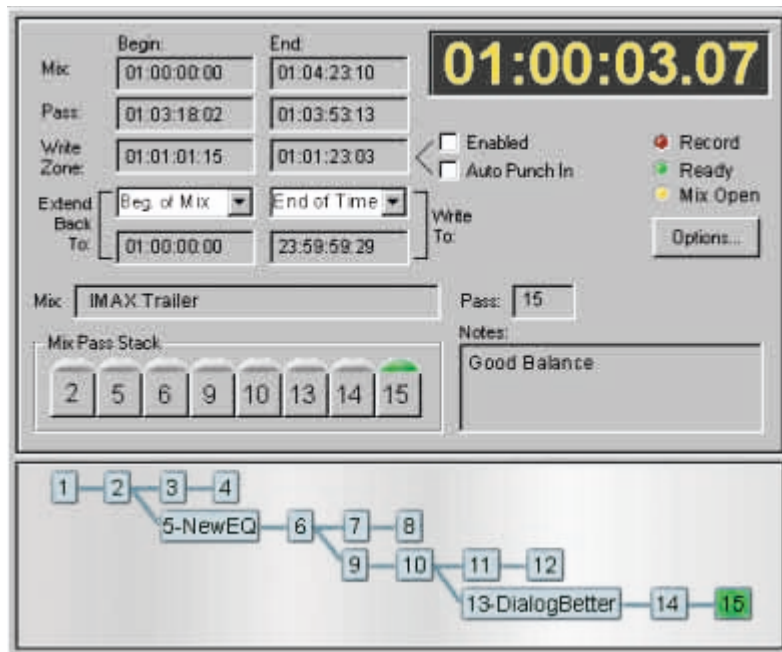 Begin: End:
01:00:03.07
Mix: 01:00:00:00 01:04:23:10
Pass: 01:03:18:02 01:03:53:13
Write Zone: 01:01:01:15 01:01:23:03
Enabled
Auto Punch In
Record
Ready
Mix Open
Extend Back To: Beg. of Mix End of Time Write To:
01:00:00:00 23:59:59:29
Options...
Mix: IMAX Trailer Pass: 15
Mix Pass Stack
2 5 6 9 10 13 14 15
Notes:
Good Balance
1 2 3 4
5-NewEQ 6 7 8
9 10 11 12
13-DialogBetter 14 15